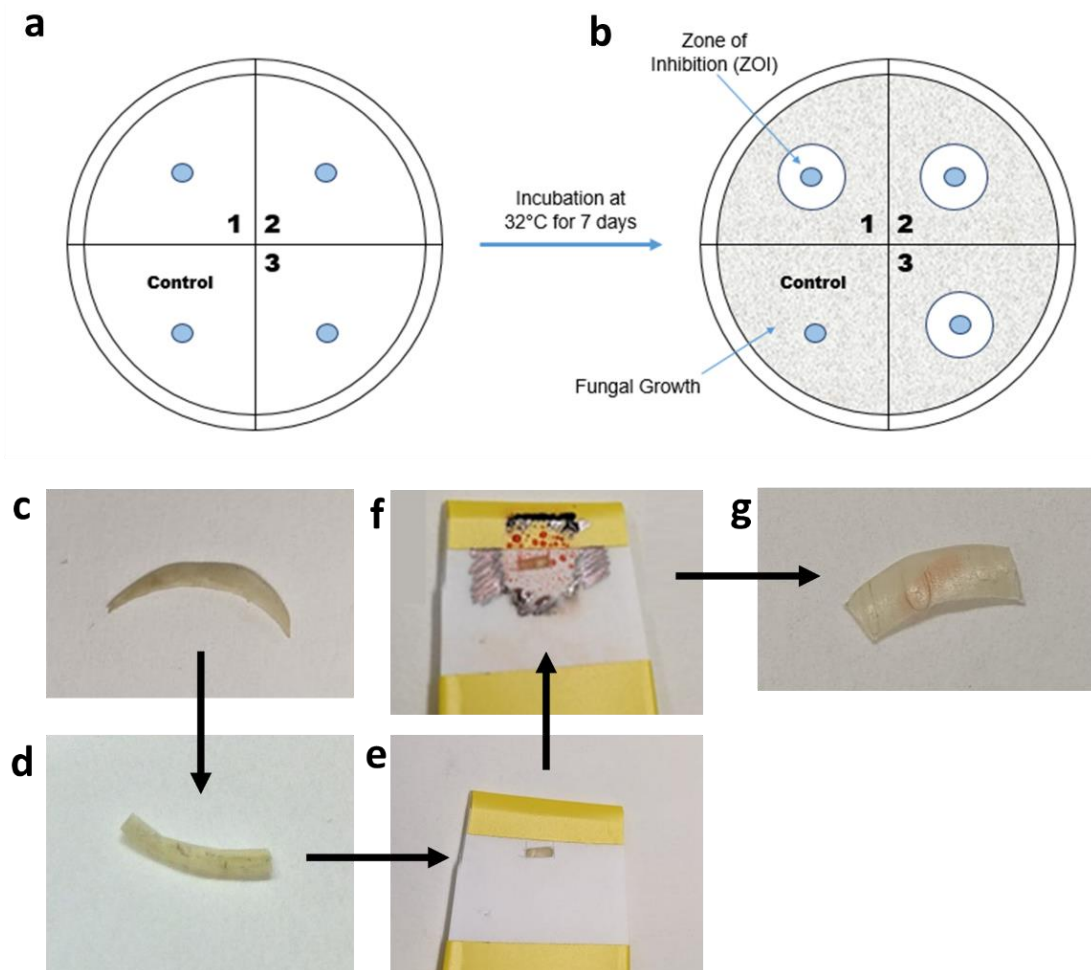 a
b
Zone of
Inhibition (ZOI)
1 2
3
Control
Incubation at
32°C for 7 days
1 2
3
Control
Fungal Growth
c
f
g
d
e